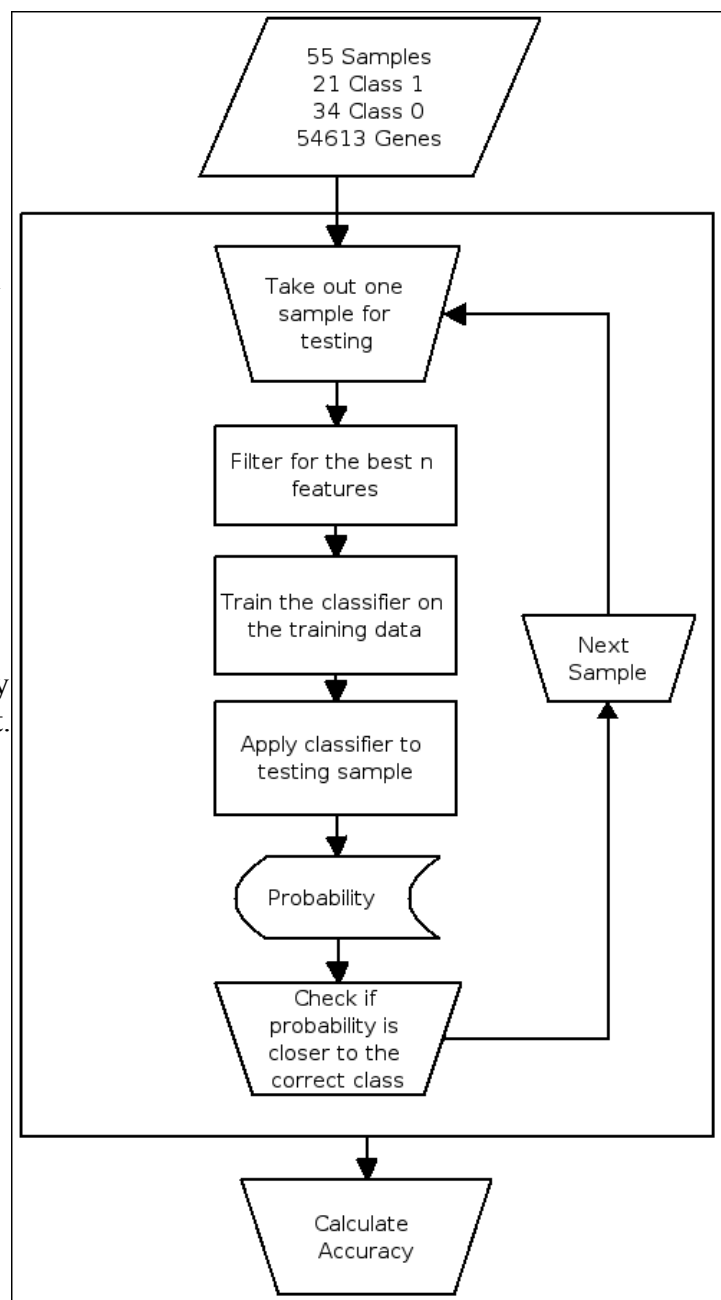 55 Samples
21 Class 1
34 Class 0
54613 Genes
Take out one
sample for
testing
Filter for the best n
features
Train the classifier on
the training data
Next
Sample
y
t.
Apply classifier to
testing sample
Probability
Check if
probability is
closer to the
correct class
Calculate
Accuracy